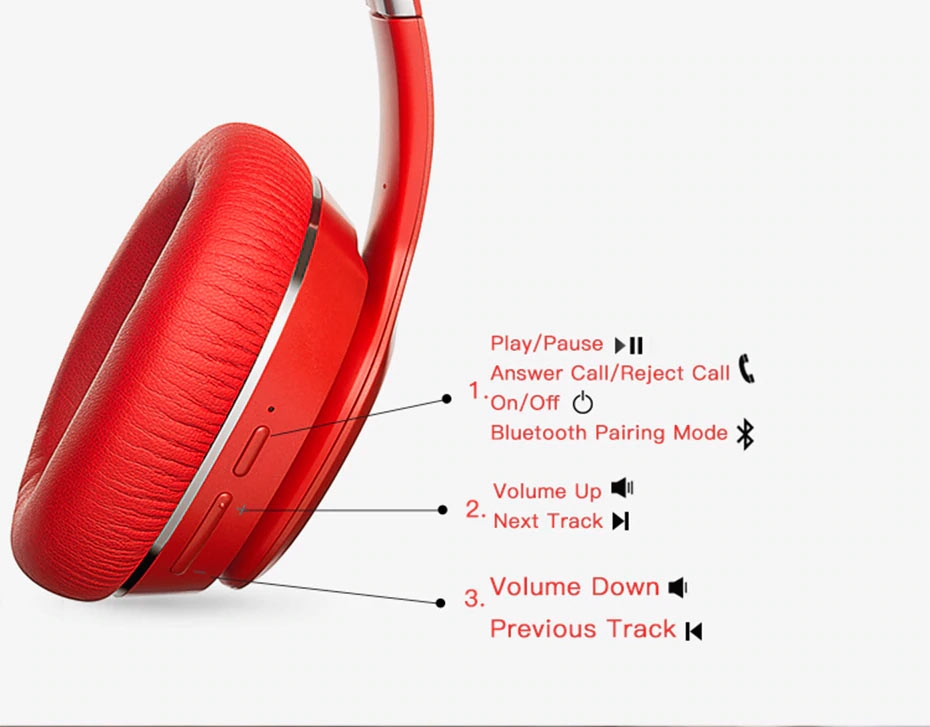 Play/Pause
Answer Call/Reject Call
1.
On/Off
Bluetooth Pairing Mode
Volume Up
2.
Next Track
Volume Down
3.
Previous Track